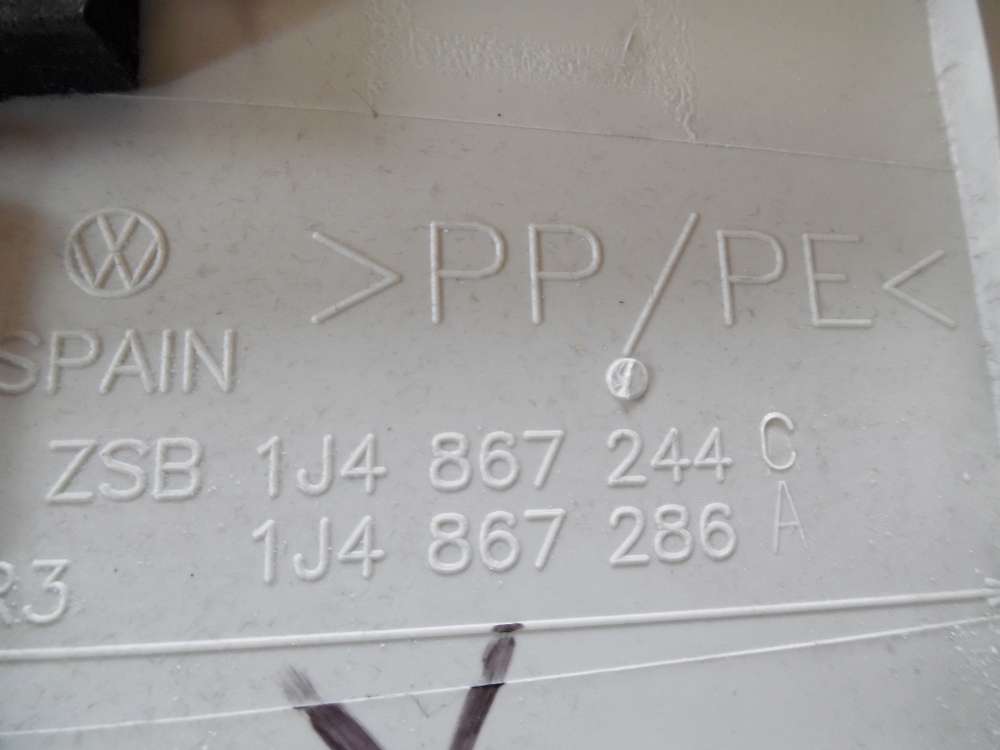 >PP/PE<
SPAIN
ZSB 1J4 867 244 C
1J4 867 286 A
R3